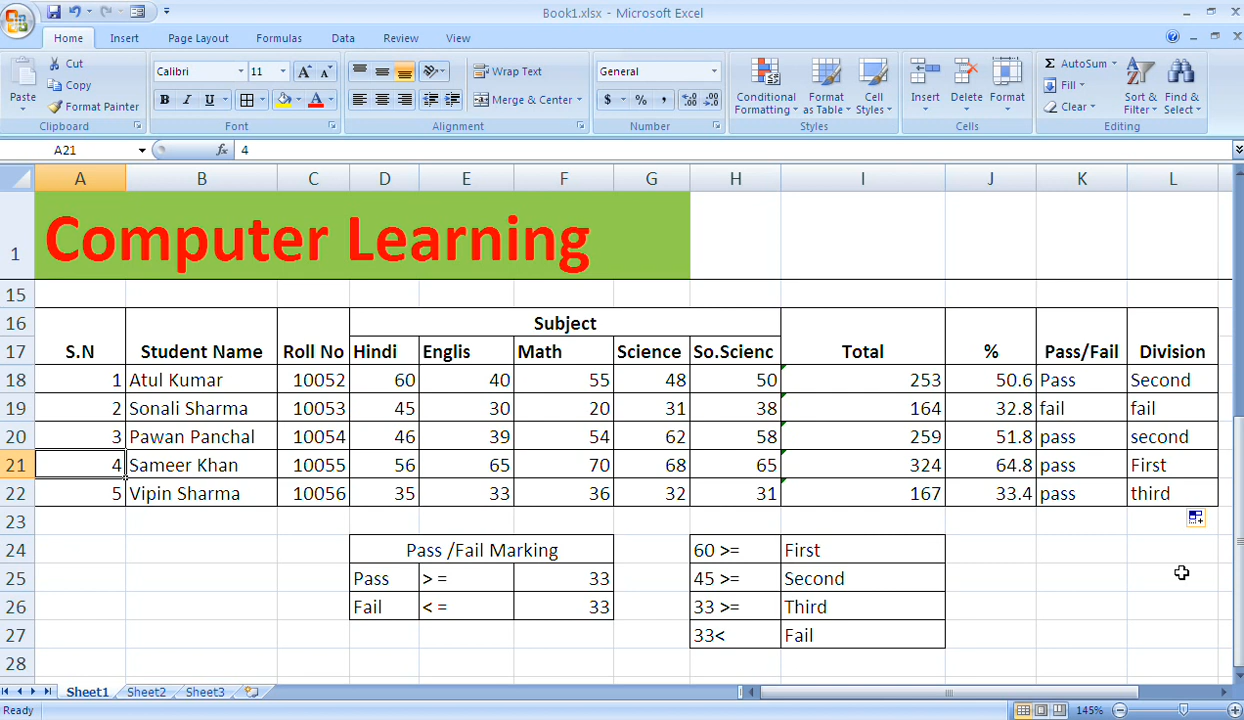 Book1.xlsx - Microsoft Excel
Home Insert Page Layout Formulas Data Review View
Paste Cut Copy Format Painter Clipboard
Calibri 11 B I U A A A Font
Wrap Text Merge & Center Alignment
General $ % , Number
Conditional Formatting Format as Table Cell Styles Styles
Insert Delete Format Cells
Σ AutoSum Fill Clear Sort & Filter Find & Select Editing
A21 fx 4
A B C D E F G H I J K L
1 Computer Learning
15
16 Subject
17 S.N Student Name Roll No Hindi Englis Math Science So.Scienc Total % Pass/Fail Division
18 1 Atul Kumar 10052 60 40 55 48 50 253 50.6 Pass Second
19 2 Sonali Sharma 10053 45 30 20 31 38 164 32.8 fail fail
20 3 Pawan Panchal 10054 46 39 54 62 58 259 51.8 pass second
21 4 Sameer Khan 10055 56 65 70 68 65 324 64.8 pass First
22 5 Vipin Sharma 10056 35 33 36 32 31 167 33.4 pass third
23
24 Pass /Fail Marking 60 >= First
25 Pass > = 33 45 >= Second
26 Fail < = 33 33 >= Third
27 33< Fail
28
Sheet1 Sheet2 Sheet3
Ready 145%